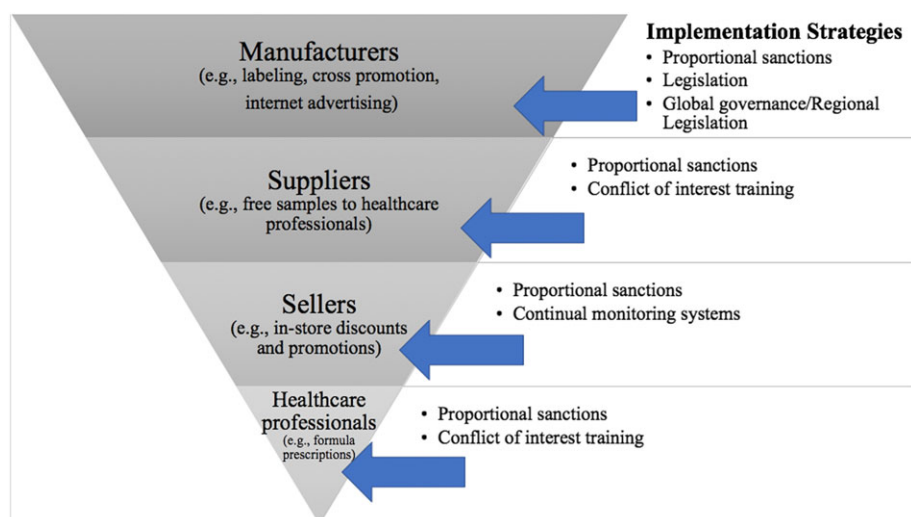 Manufacturers
(e.g., labeling, cross promotion,
internet advertising)
Implementation Strategies
• Proportional sanctions
• Legislation
• Global governance/Regional
Legislation
Suppliers
(e.g., free samples to healthcare
professionals)
• Proportional sanctions
• Conflict of interest training
Sellers
(e.g., in-store discounts
and promotions)
• Proportional sanctions
• Continual monitoring systems
Healthcare
professionals
(e.g., formula
prescriptions)
• Proportional sanctions
• Conflict of interest training